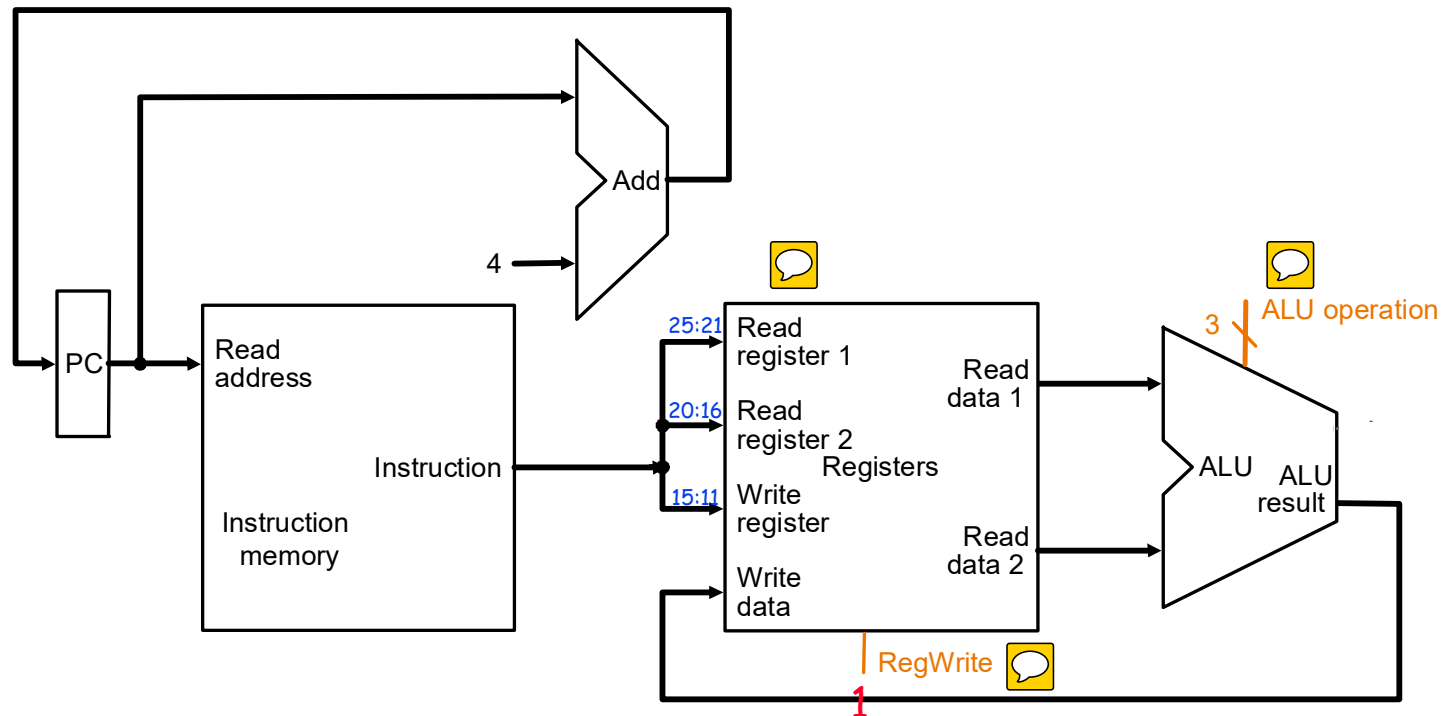 Add
4
PC
Read
address
Instruction
Instruction
memory
25:21
Read
register 1
20:16
Read
register 2
15:11
Write
register
Write
data
Registers
Read
data 1
Read
data 2
RegWrite
1
3
ALU operation
ALU
ALU
result